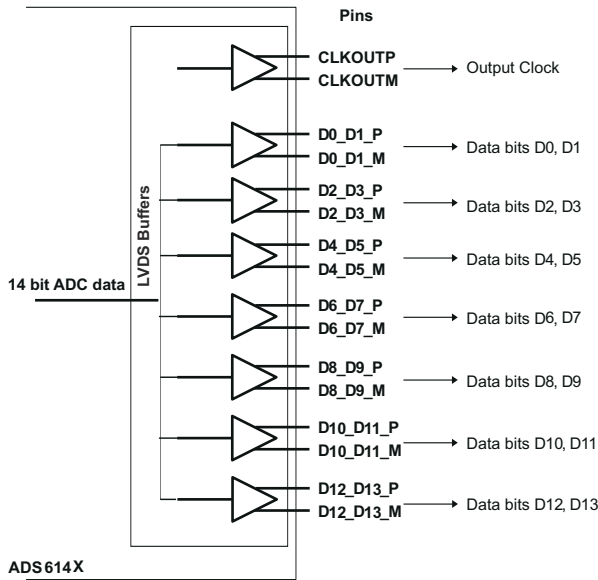 Pins
CLKOUTP
CLKOUTM
Output Clock
D0_D1_P
D0_D1_M
Data bits D0, D1
D2_D3_P
D2_D3_M
Data bits D2, D3
D4_D5_P
D4_D5_M
Data bits D4, D5
LVDS Buffers
14 bit ADC data
D6_D7_P
D6_D7_M
Data bits D6, D7
D8_D9_P
D8_D9_M
Data bits D8, D9
D10_D11_P
D10_D11_M
Data bits D10, D11
D12_D13_P
D12_D13_M
Data bits D12, D13
ADS614X